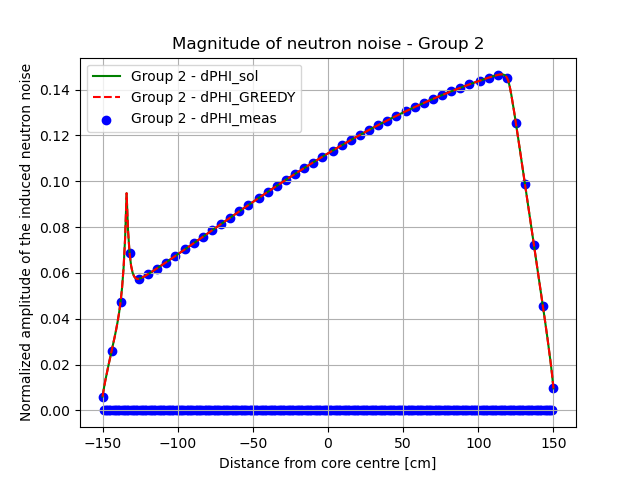 Magnitude of neutron noise - Group 2
Group 2 - dPHI_sol
Group 2 - dPHI_GREEDY
Group 2 - dPHI_meas
Normalized amplitude of the induced neutron noise
0.14
0.12
0.10
0.08
0.06
0.04
0.02
0.00
−150 −100 −50 0 50 100 150
Distance from core centre [cm]